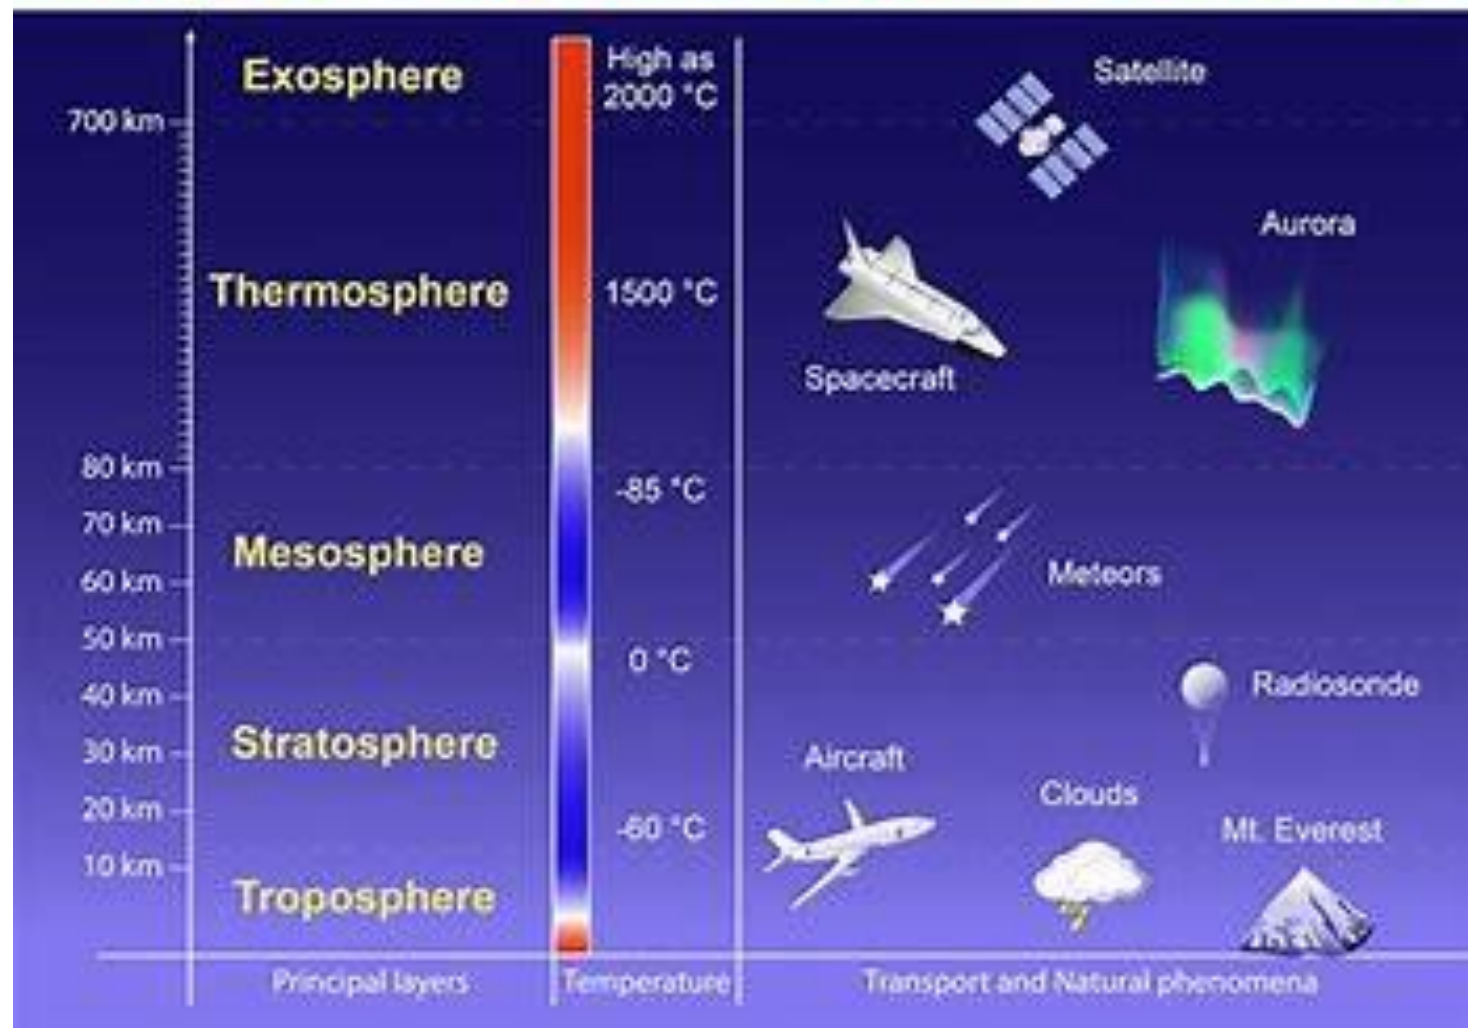 Exosphere
High as
2000 °C
Satellite
700 km
Aurora
Thermosphere
1500 °C
Spacecraft
80 km
-85 °C
70 km
Mesosphere
60 km
Meteors
50 km
0 °C
40 km
Radiosonde
Stratosphere
30 km
Aircraft
20 km
Clouds
-60 °C
Mt. Everest
10 km
Troposphere
Principal layers
Temperature
Transport and Natural phenomena